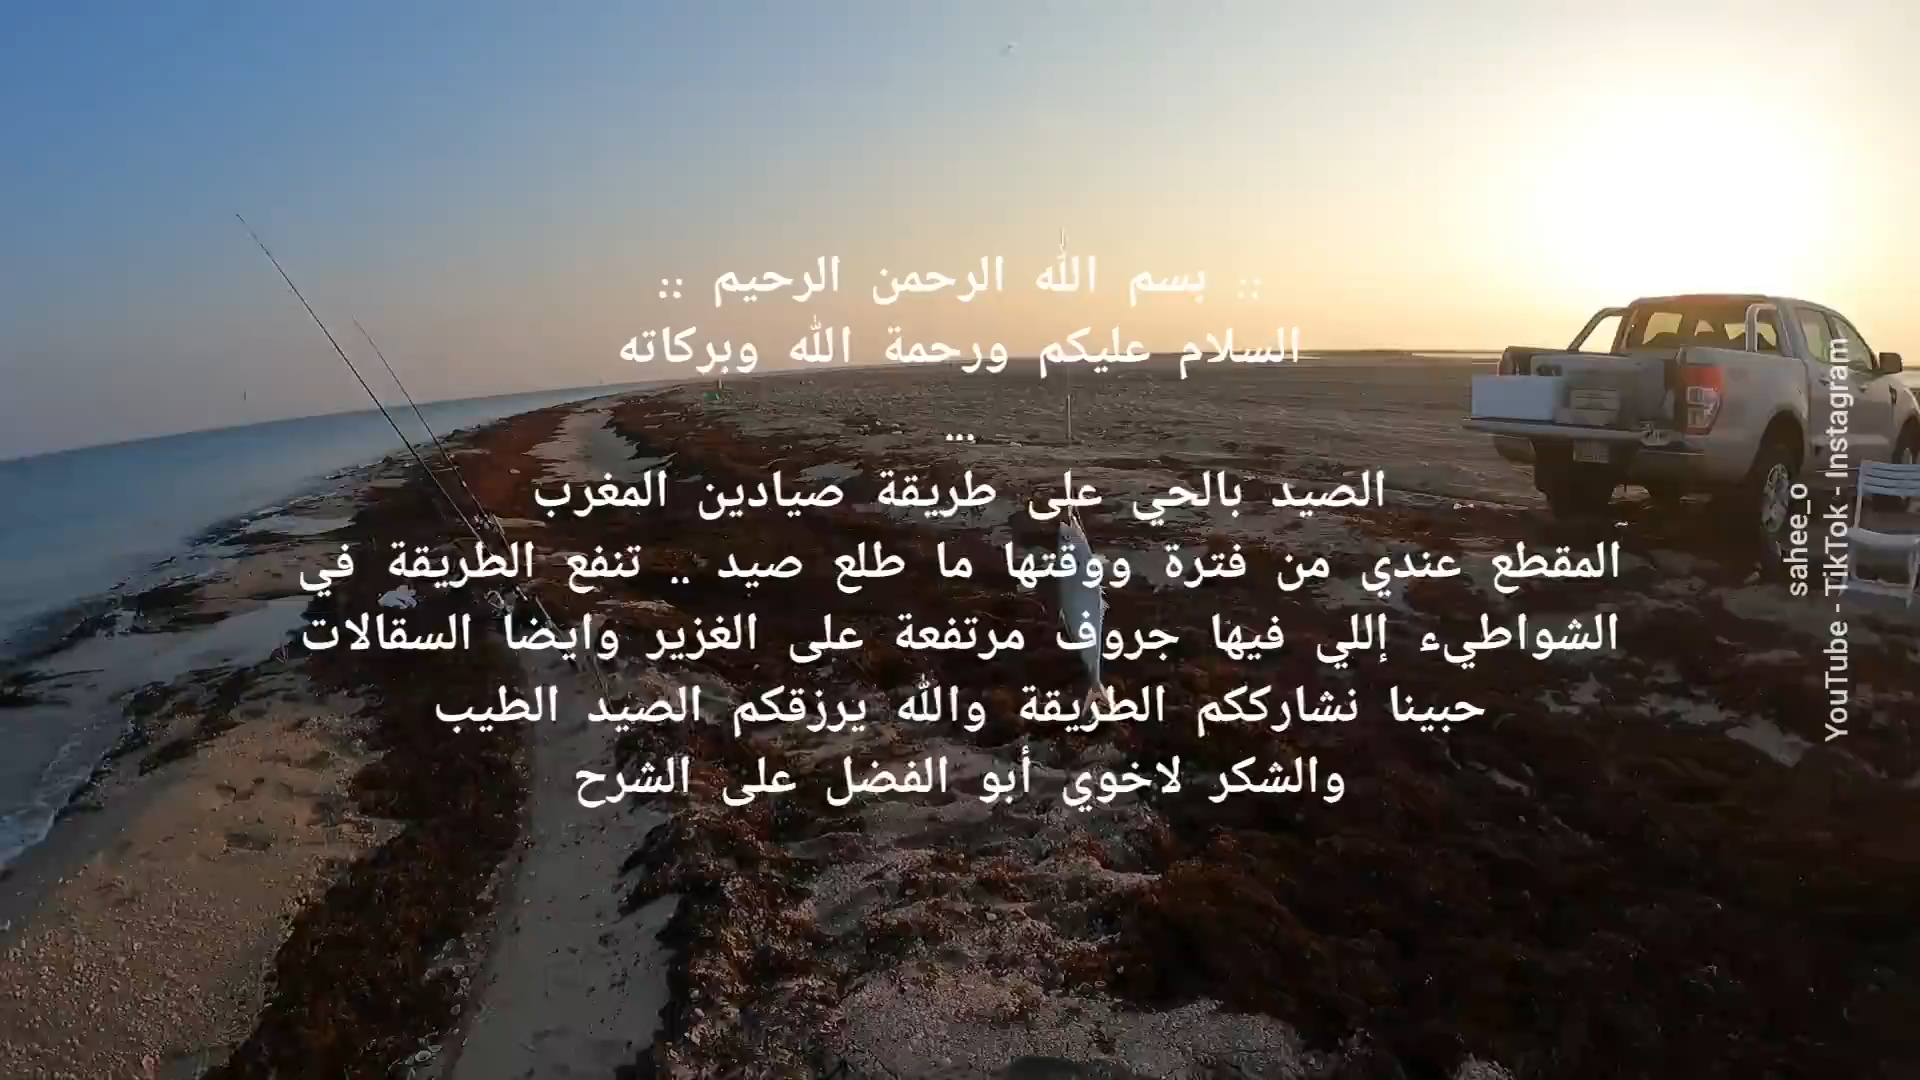 :: بسم الله الرحمن الرحيم ::
السلام عليكم ورحمة الله وبركاته
...
الصيد بالحي على طريقة صيادين المغرب
المقطع عندي من فترة ووقتها ما طلع صيد .. تنفع الطريقة في
الشواطيء إللي فيها جروف مرتفعة على الغزير وايضا السقالات
حبينا نشارككم الطريقة والله يرزقكم الصيد الطيب
والشكر لاخوي أبو الفضل على الشرح
sahee_o
YouTube - TikTok - Instagram